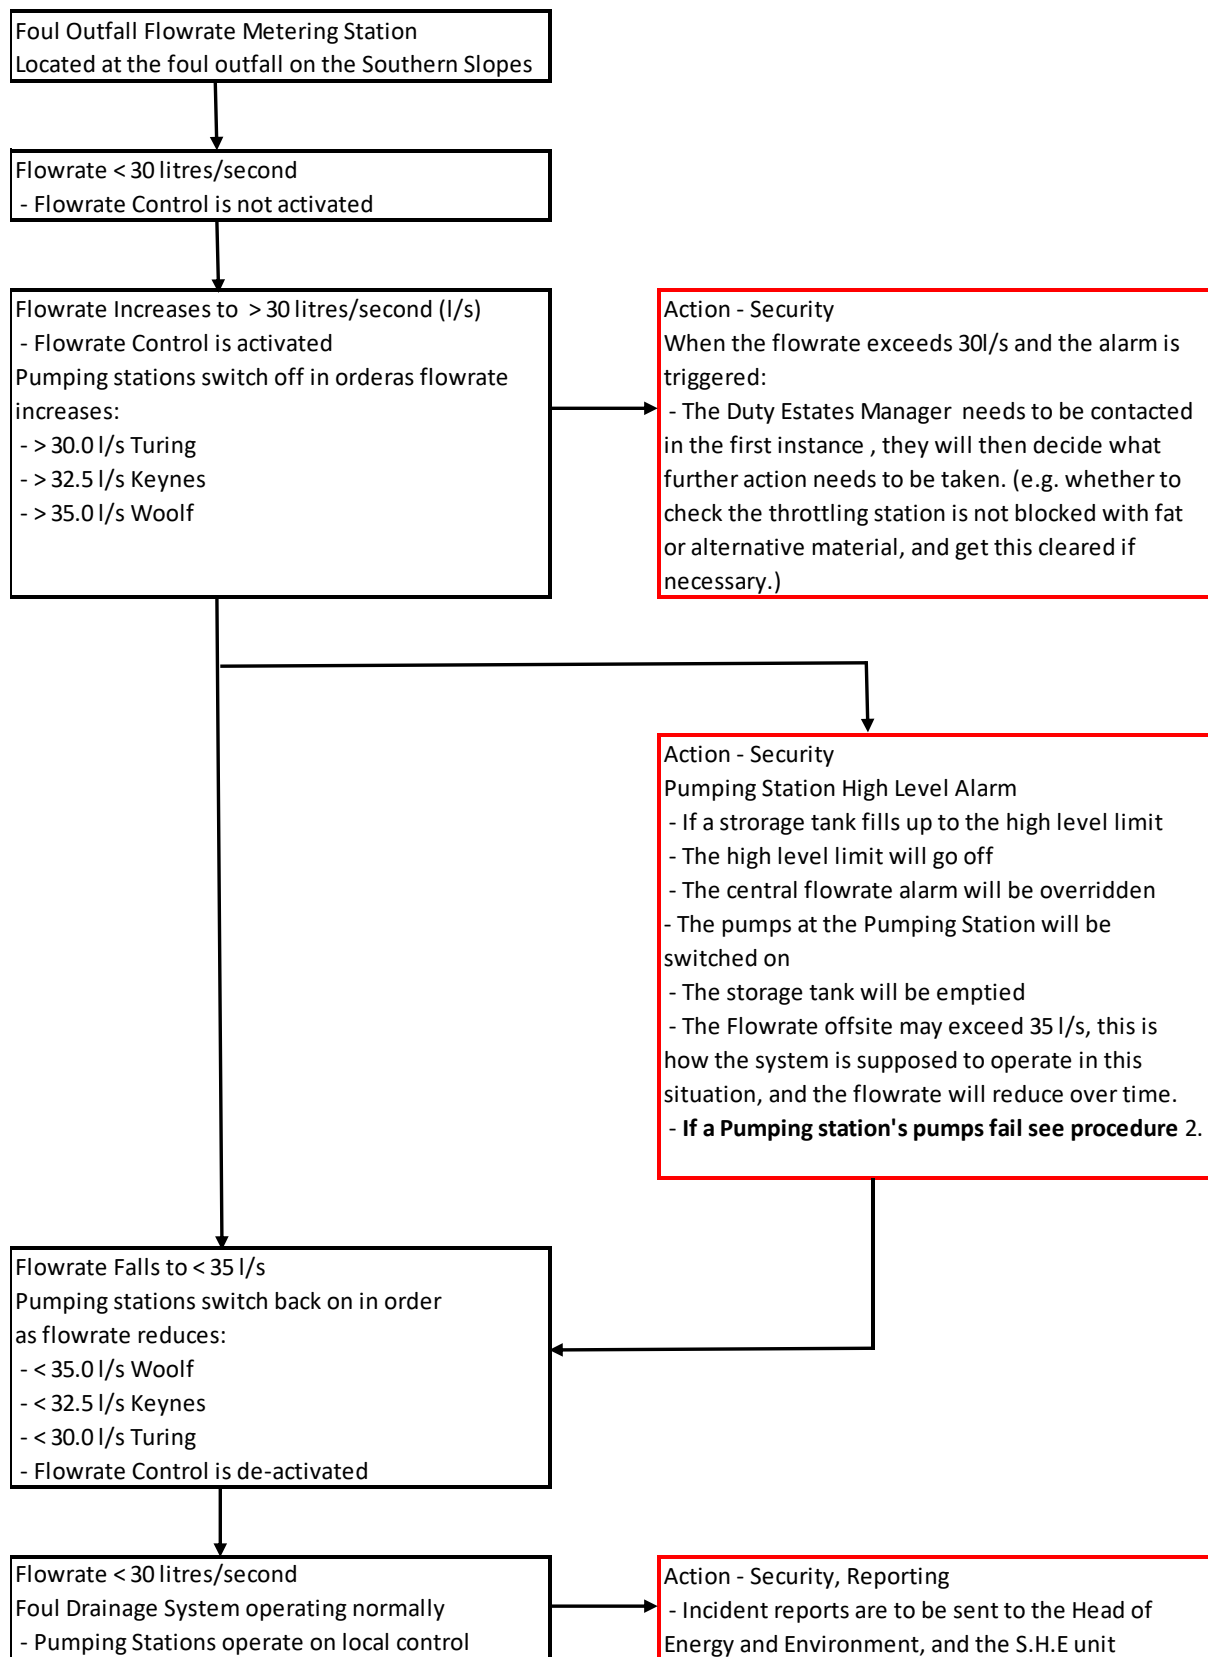 Foul Outfall Flowrate Metering Station
Located at the foul outfall on the Southern Slopes
Flowrate < 30 litres/second
- Flowrate Control is not activated
Flowrate Increases to > 30 litres/second (l/s)
- Flowrate Control is activated
Pumping stations switch off in orderas flowrate
increases:
- > 30.0 l/s Turing
- > 32.5 l/s Keynes
- > 35.0 l/s Woolf
Action - Security
When the flowrate exceeds 30l/s and the alarm is
triggered:
- The Duty Estates Manager needs to be contacted
in the first instance , they will then decide what
further action needs to be taken. (e.g. whether to
check the throttling station is not blocked with fat
or alternative material, and get this cleared if
necessary.)
Action - Security
Pumping Station High Level Alarm
- If a strorage tank fills up to the high level limit
- The high level limit will go off
- The central flowrate alarm will be overridden
- The pumps at the Pumping Station will be
switched on
- The storage tank will be emptied
- The Flowrate offsite may exceed 35 l/s, this is
how the system is supposed to operate in this
situation, and the flowrate will reduce over time.
- If a Pumping station's pumps fail see procedure 2.
Flowrate Falls to < 35 l/s
Pumping stations switch back on in order
as flowrate reduces:
- < 35.0 l/s Woolf
- < 32.5 l/s Keynes
- < 30.0 l/s Turing
- Flowrate Control is de-activated
Flowrate < 30 litres/second
Foul Drainage System operating normally
- Pumping Stations operate on local control
Action - Security, Reporting
- Incident reports are to be sent to the Head of
Energy and Environment, and the S.H.E unit